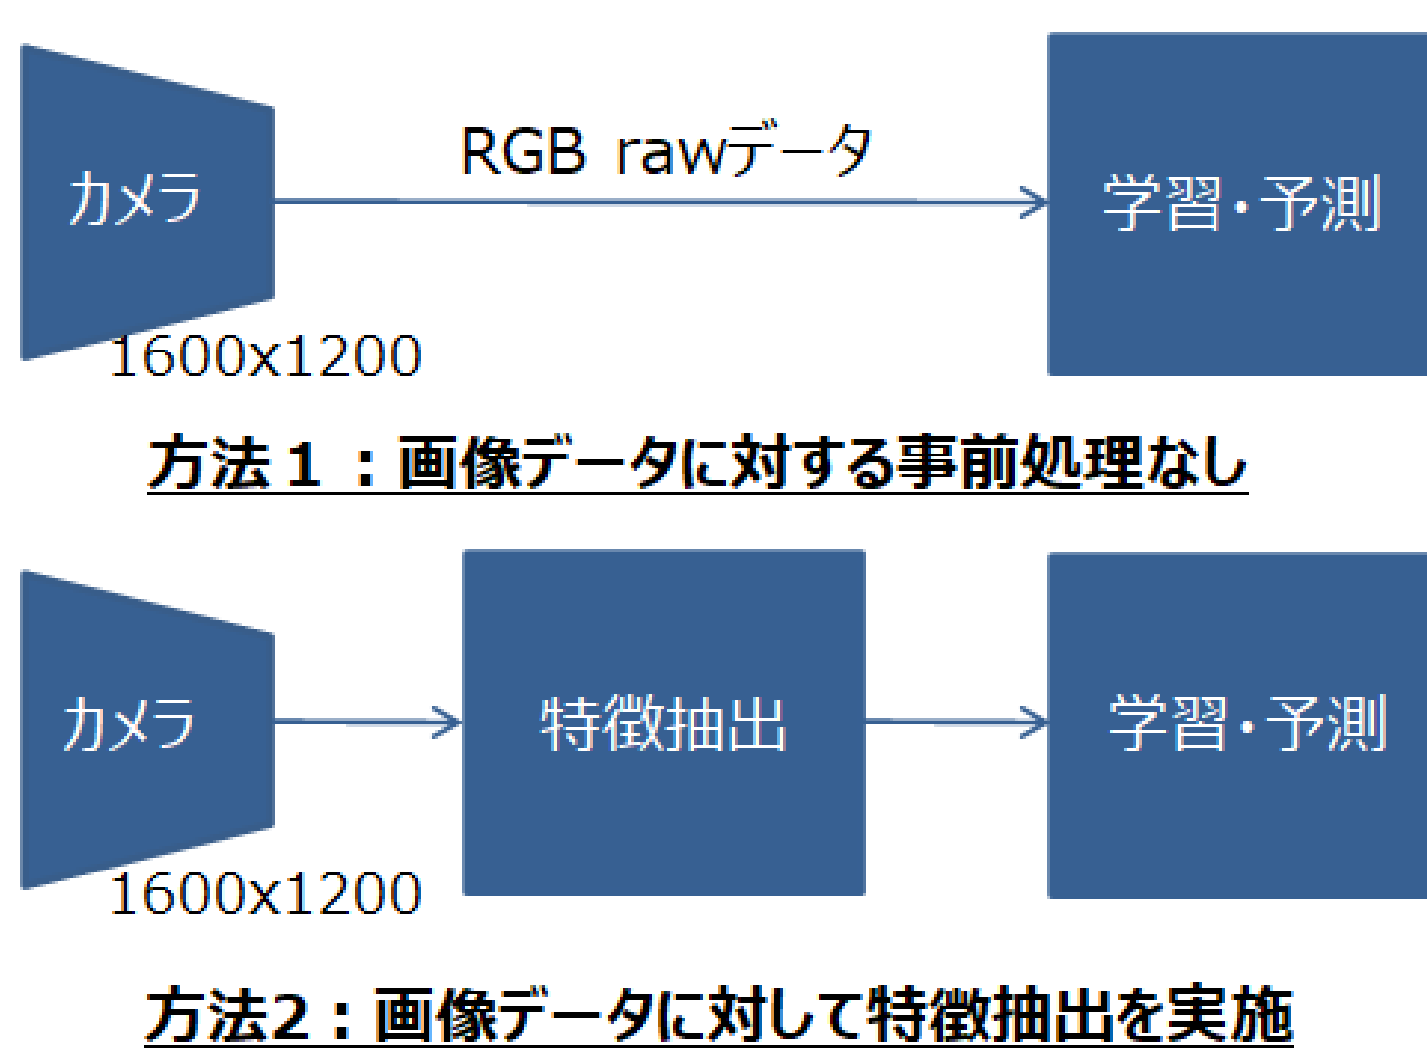 カメラ
RGB rawデータ
学習・予測
1600x1200
方法１：画像データに対する事前処理なし
カメラ
特徴抽出
学習・予測
1600x1200
方法2：画像データに対して特徴抽出を実施